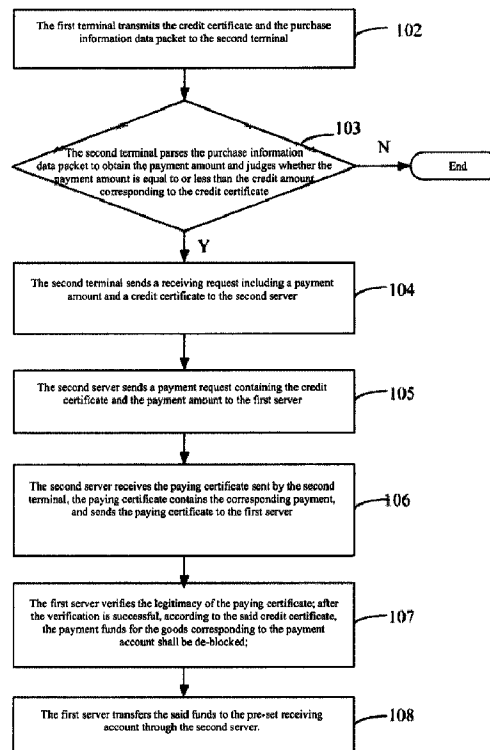 The first terminal transmits the credit certificate and the purchase
information data packet to the second terminal
102
103
The second terminal parses the purchase information
data packet to obtain the payment amount and judges whether the
payment amount is equal to or less than the credit amount
corresponding to the credit certificate
N
End
Y
The second terminal sends a receiving request including a payment
amount and a credit certificate to the second server
104
The second server sends a payment request containing the credit
certificate and the payment amount to the first server
105
The second server receives the paying certificate sent by the second
terminal, the paying certificate contains the corresponding payment,
and sends the paying certificate to the first server
106
The first server verifies the legitimacy of the paying certificate; after
the verification is successful, according to the said credit certificate,
the payment funds for the goods corresponding to the payment
account shall be de-blocked;
107
The first server transfers the said funds to the pre-set receiving
account through the second server.
108